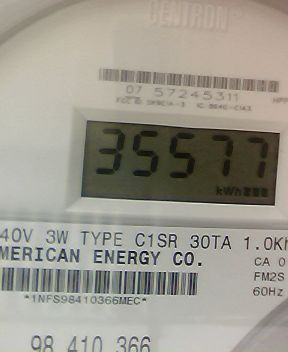 CENTRON®
07 57245311
35577
kWh
40V 3W TYPE C1SR 30TA 1.0Kh
MERICAN ENERGY CO.
CA 0
FM2S
60Hz
*1NFS98410366MEC*
98 410 366